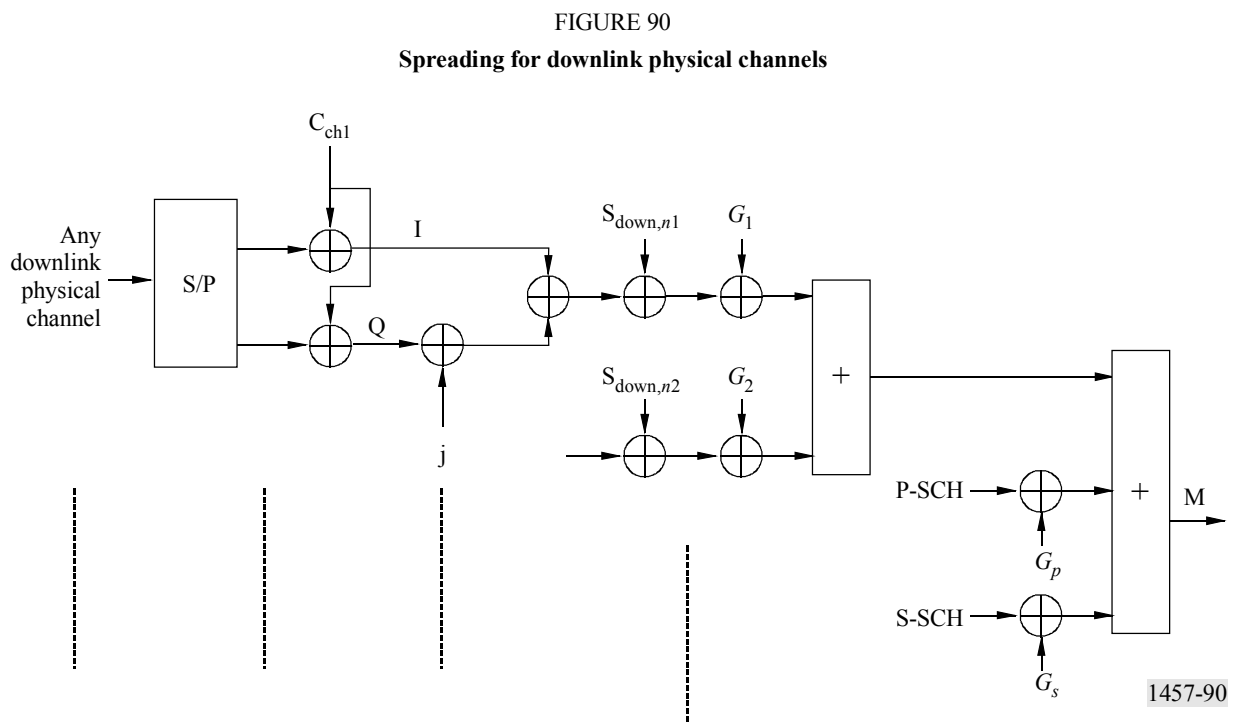 FIGURE 90
Spreading for downlink physical channels
C_ch1
Any
downlink
physical
channel
S/P
I
Q
j
S_down,n1
G_1
S_down,n2
G_2
+
P-SCH
G_p
S-SCH
G_s
+
M
1457-90